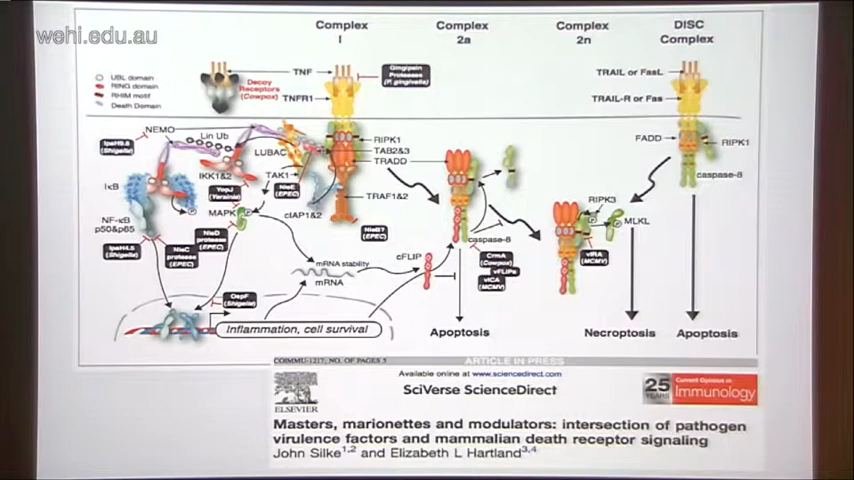 wehi.edu.au
Complex
I
Complex
2a
Complex
2n
DISC
Complex
UBL domain
RING domain
RHIM motif
Death Domain
Decoy
Receptors
(Cowpox)
TNF
TNFR1
Gingipain
Proteases
(P. gingivalis)
TRAIL or FasL
TRAIL-R or Fas
IpaH9.8
(Shigella)
NEMO
Lin Ub
LUBAC
IKK1&2
TAK1
RIPK1
TAB2&3
TRADD
FADD
RIPK1
caspase-8
IκB
YopJ
(Yersinia)
NleE
(EPEC)
MAPK
cIAP1&2
TRAF1&2
NF-κB
p50&p65
NleD
protease
(EPEC)
IpaH4.5
(Shigella)
NleC
protease
(EPEC)
NleB?
(EPEC)
caspase-8
RIPK3
MLKL
P
P
P
P
mRNA stability
mRNA
cFLIP
CrmA
(Cowpox)
vFLIPs
vICA
(MCMV)
vIRA
(MCMV)
OspF
(Shigella)
Inflammation, cell survival
Apoptosis
Necroptosis
Apoptosis
COIMMU-1217; NO. OF PAGES 5
ARTICLE IN PRESS
Available online at www.sciencedirect.com
SciVerse ScienceDirect
ELSEVIER
25
YEARS
Current Opinion in
Immunology
Masters, marionettes and modulators: intersection of pathogen
virulence factors and mammalian death receptor signaling
John Silke1,2 and Elizabeth L Hartland3,4